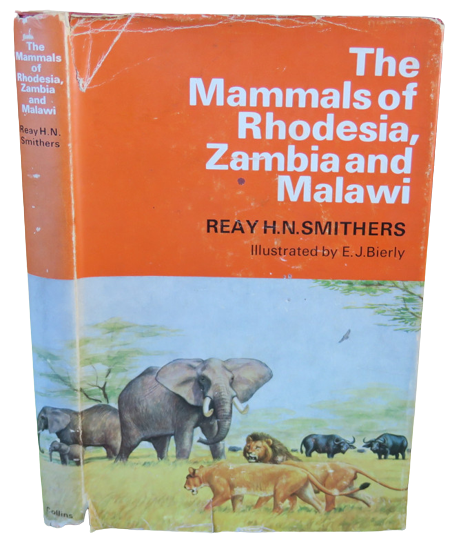 The
Mammals
of
Rhodesia,
Zambia
and
Malawi
Reay H.N.
Smithers
Collins
The
Mammals of
Rhodesia,
Zambia and
Malawi
REAY H.N. SMITHERS
Illustrated by E.J.Bierly